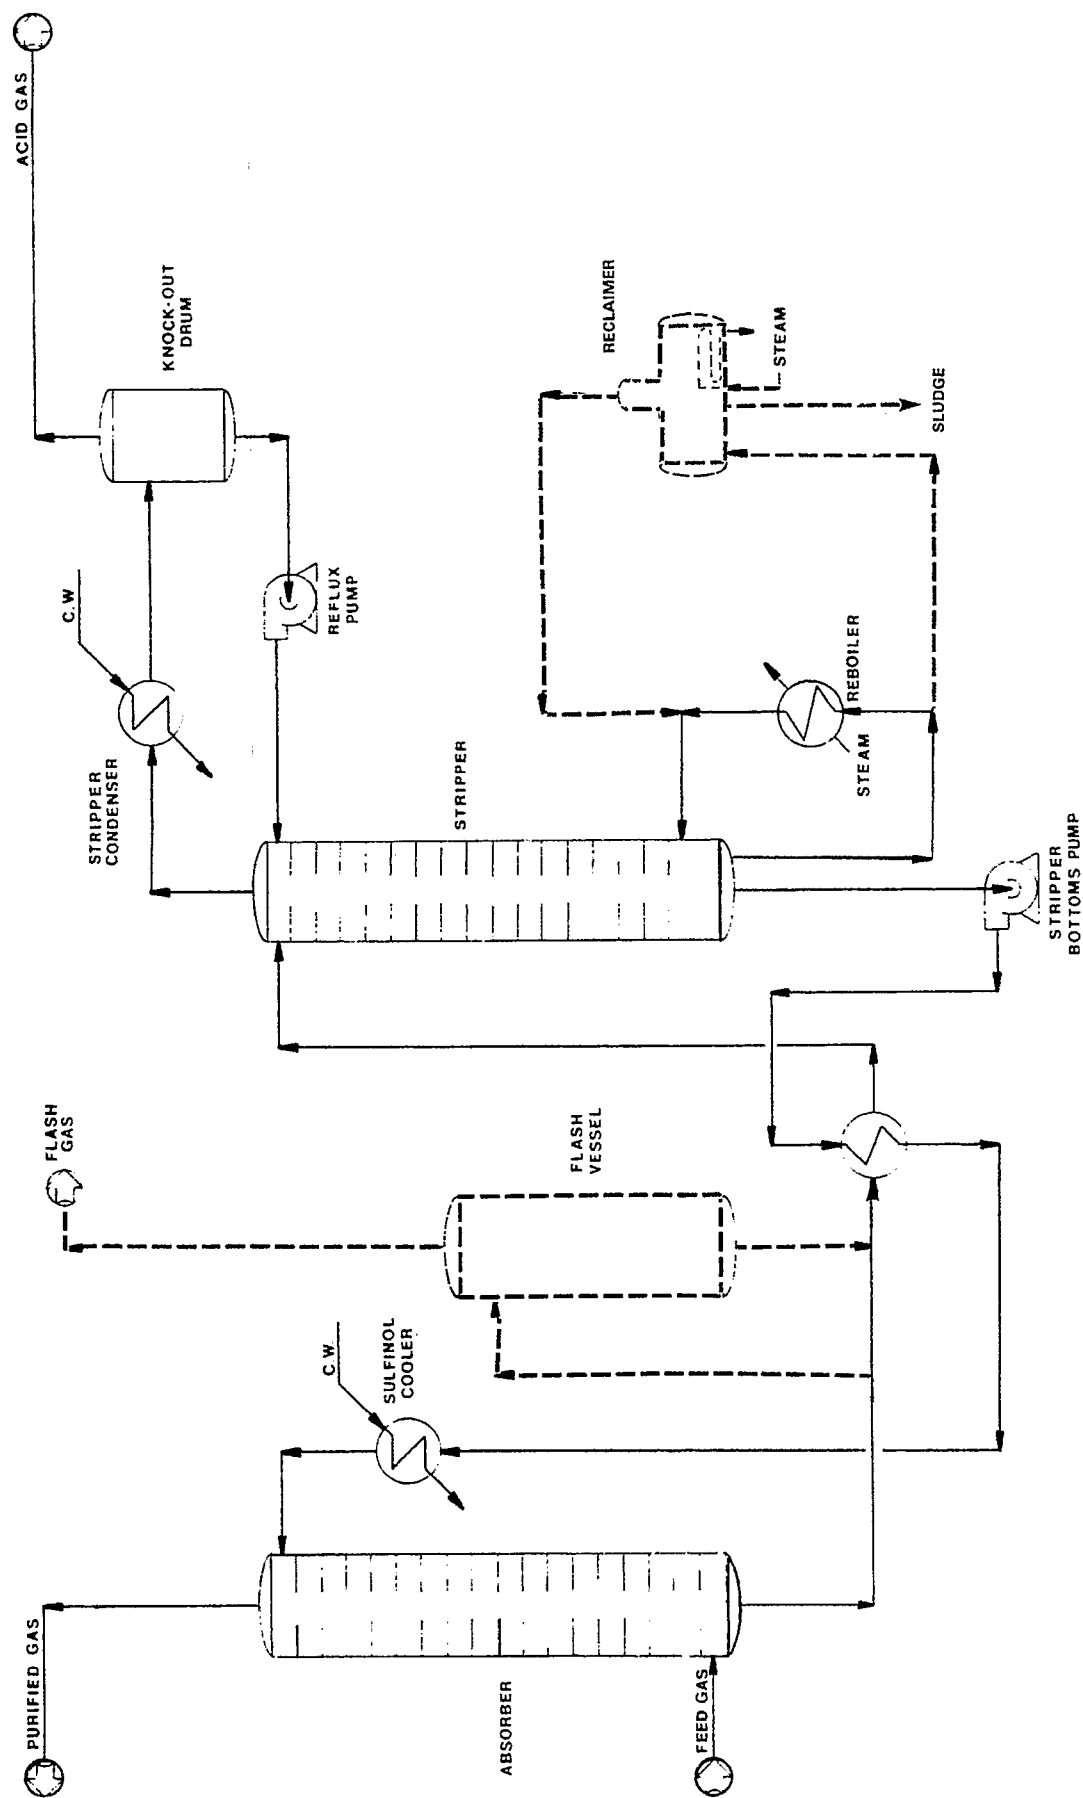 ACID GAS
KNOCK-OUT
DRUM
C.W
STRIPPER
CONDENSER
REFLUX
PUMP
STRIPPER
RECLAIMER
STEAM
SLUDGE
REBOILER
STEAM
STRIPPER
BOTTOMS PUMP
FLASH
GAS
FLASH
VESSEL
C.W.
SULFINOL
COOLER
PURIFIED GAS
ABSORBER
FEED GAS